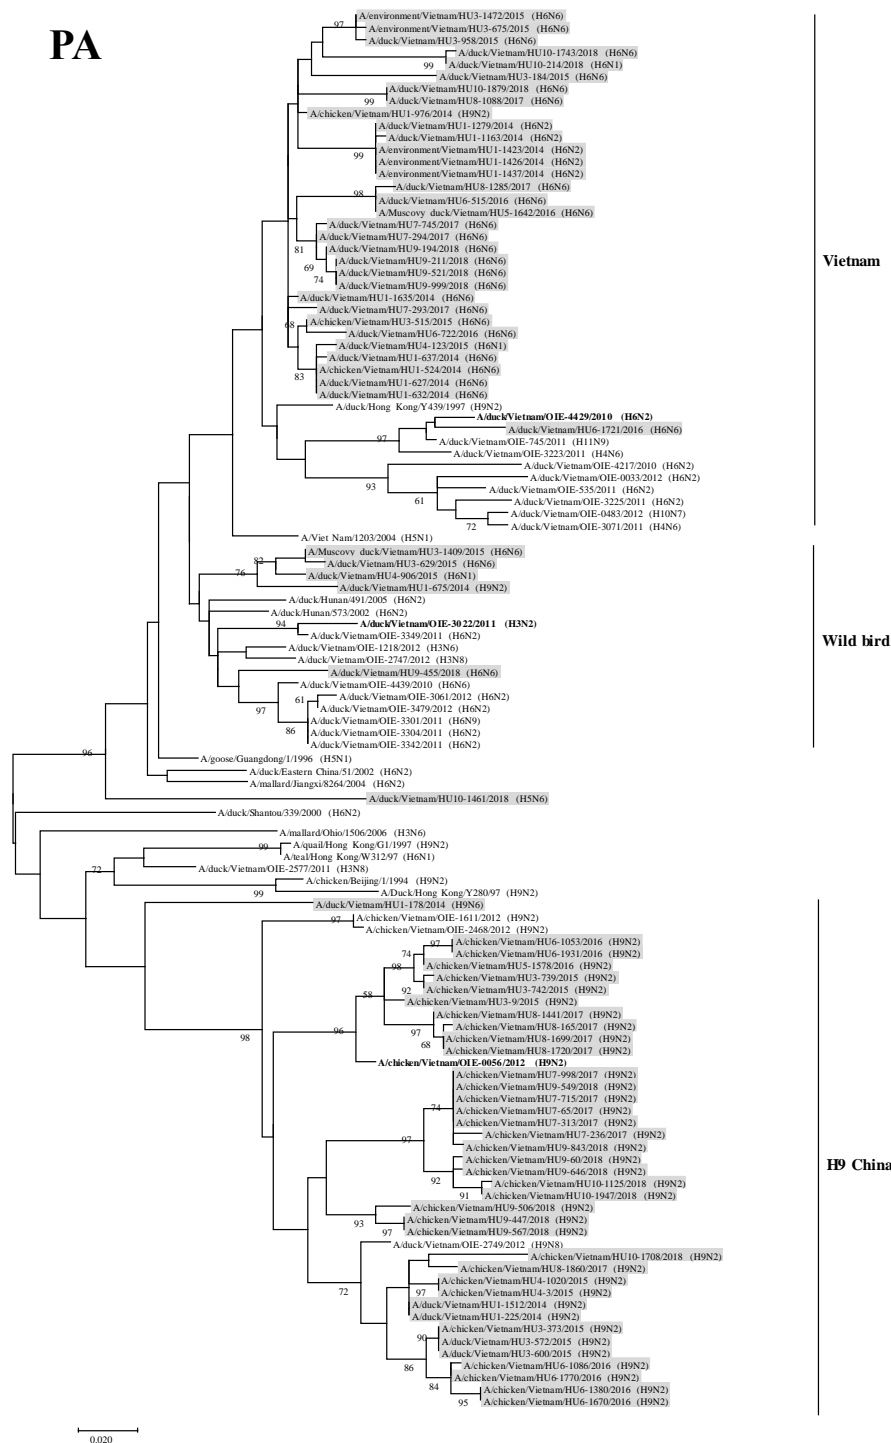 PA
A/environment/Vietnam/HU3-1472/2015 (H6N6)
97
A/environment/Vietnam/HU3-675/2015 (H6N6)
A/duck/Vietnam/HU3-958/2015 (H6N6)
A/duck/Vietnam/HU10-1743/2018 (H6N6)
99
A/duck/Vietnam/HU10-214/2018 (H6N1)
A/duck/Vietnam/HU3-184/2015 (H6N6)
A/duck/Vietnam/HU10-1879/2018 (H6N6)
99
A/duck/Vietnam/HU8-1088/2017 (H6N6)
A/chicken/Vietnam/HU1-976/2014 (H9N2)
A/duck/Vietnam/HU1-1279/2014 (H6N2)
A/duck/Vietnam/HU1-1163/2014 (H6N2)
A/environment/Vietnam/HU1-1423/2014 (H6N2)
99
A/environment/Vietnam/HU1-1426/2014 (H6N2)
A/environment/Vietnam/HU1-1437/2014 (H6N2)
A/duck/Vietnam/HU8-1285/2017 (H6N6)
98
A/duck/Vietnam/HU6-515/2016 (H6N6)
A/Muscovy duck/Vietnam/HU5-1642/2016 (H6N6)
A/duck/Vietnam/HU7-745/2017 (H6N6)
A/duck/Vietnam/HU7-294/2017 (H6N6)
81
A/duck/Vietnam/HU9-194/2018 (H6N6)
69
A/duck/Vietnam/HU9-211/2018 (H6N6)
Vietnam
A/duck/Vietnam/HU9-521/2018 (H6N6)
74
A/duck/Vietnam/HU9-999/2018 (H6N6)
A/duck/Vietnam/HU1-1635/2014 (H6N6)
A/duck/Vietnam/HU7-293/2017 (H6N6)
68
A/chicken/Vietnam/HU3-515/2015 (H6N6)
A/duck/Vietnam/HU6-722/2016 (H6N6)
A/duck/Vietnam/HU4-123/2015 (H6N1)
A/duck/Vietnam/HU1-637/2014 (H6N6)
83
A/chicken/Vietnam/HU1-524/2014 (H6N6)
A/duck/Vietnam/HU1-627/2014 (H6N6)
A/duck/Vietnam/HU1-632/2014 (H6N6)
A/duck/Hong Kong/Y439/1997 (H9N2)
A/duck/Vietnam/OIE-4429/2010 (H6N2)
A/duck/Vietnam/HU6-1721/2016 (H6N6)
97
A/duck/Vietnam/OIE-745/2011 (H11N9)
A/duck/Vietnam/OIE-3223/2011 (H4N6)
A/duck/Vietnam/OIE-4217/2010 (H6N2)
93
A/duck/Vietnam/OIE-0033/2012 (H6N2)
A/duck/Vietnam/OIE-535/2011 (H6N2)
61
A/duck/Vietnam/OIE-3225/2011 (H6N2)
A/duck/Vietnam/OIE-0483/2012 (H10N7)
72
A/duck/Vietnam/OIE-3071/2011 (H4N6)
A/Viet Nam/1203/2004 (H5N1)
A/Muscovy duck/Vietnam/HU3-1409/2015 (H6N6)
82
A/duck/Vietnam/HU3-629/2015 (H6N6)
76
A/duck/Vietnam/HU4-906/2015 (H6N1)
A/duck/Vietnam/HU1-675/2014 (H9N2)
A/duck/Hunan/491/2005 (H6N2)
A/duck/Hunan/573/2002 (H6N2)
94
A/duck/Vietnam/OIE-3022/2011 (H3N2)
A/duck/Vietnam/OIE-3349/2011 (H6N2)
Wild bird
A/duck/Vietnam/OIE-1218/2012 (H3N6)
A/duck/Vietnam/OIE-2747/2012 (H3N8)
A/duck/Vietnam/HU9-455/2018 (H6N6)
A/duck/Vietnam/OIE-4439/2010 (H6N6)
61
A/duck/Vietnam/OIE-3061/2012 (H6N2)
97
A/duck/Vietnam/OIE-3479/2012 (H6N2)
A/duck/Vietnam/OIE-3301/2011 (H6N9)
86
A/duck/Vietnam/OIE-3304/2011 (H6N2)
A/duck/Vietnam/OIE-3342/2011 (H6N2)
96
A/goose/Guangdong/1/1996 (H5N1)
A/duck/Eastern China/51/2002 (H6N2)
A/mallard/Jiangxi/8264/2004 (H6N2)
A/duck/Vietnam/HU10-1461/2018 (H5N6)
A/duck/Shantou/339/2000 (H6N2)
A/mallard/Ohio/1506/2006 (H3N6)
A/quail/Hong Kong/G1/1997 (H9N2)
99
A/teal/Hong Kong/W312/97 (H6N1)
72
A/duck/Vietnam/OIE-2577/2011 (H3N8)
A/chicken/Beijing/1/1994 (H9N2)
99
A/Duck/Hong Kong/Y280/97 (H9N2)
A/duck/Vietnam/HU1-178/2014 (H9N6)
A/chicken/Vietnam/OIE-1611/2012 (H9N2)
97
A/chicken/Vietnam/OIE-2468/2012 (H9N2)
A/chicken/Vietnam/HU6-1053/2016 (H9N2)
97
74
A/chicken/Vietnam/HU6-1931/2016 (H9N2)
98
A/chicken/Vietnam/HU5-1578/2016 (H9N2)
A/chicken/Vietnam/HU3-739/2015 (H9N2)
92
A/chicken/Vietnam/HU3-742/2015 (H9N2)
58
A/chicken/Vietnam/HU3-9/2015 (H9N2)
A/chicken/Vietnam/HU8-1441/2017 (H9N2)
A/chicken/Vietnam/HU8-165/2017 (H9N2)
98
96
97
A/chicken/Vietnam/HU8-1699/2017 (H9N2)
68
A/chicken/Vietnam/HU8-1720/2017 (H9N2)
A/chicken/Vietnam/OIE-0056/2012 (H9N2)
A/chicken/Vietnam/HU7-998/2017 (H9N2)
A/chicken/Vietnam/HU9-549/2018 (H9N2)
A/chicken/Vietnam/HU7-715/2017 (H9N2)
74
A/chicken/Vietnam/HU7-65/2017 (H9N2)
A/chicken/Vietnam/HU7-313/2017 (H9N2)
97
A/chicken/Vietnam/HU7-236/2017 (H9N2)
A/chicken/Vietnam/HU9-843/2018 (H9N2)
A/chicken/Vietnam/HU9-60/2018 (H9N2)
H9 China
92
A/chicken/Vietnam/HU9-646/2018 (H9N2)
A/chicken/Vietnam/HU10-1125/2018 (H9N2)
91
A/chicken/Vietnam/HU10-1947/2018 (H9N2)
A/chicken/Vietnam/HU9-506/2018 (H9N2)
93
A/chicken/Vietnam/HU9-447/2018 (H9N2)
97
A/chicken/Vietnam/HU9-567/2018 (H9N2)
A/duck/Vietnam/OIE-2749/2012 (H9N8)
A/chicken/Vietnam/HU10-1708/2018 (H9N2)
A/chicken/Vietnam/HU8-1860/2017 (H9N2)
72
A/chicken/Vietnam/HU4-1020/2015 (H9N2)
97
A/chicken/Vietnam/HU4-3/2015 (H9N2)
A/duck/Vietnam/HU1-1512/2014 (H9N2)
A/duck/Vietnam/HU1-225/2014 (H9N2)
A/chicken/Vietnam/HU3-373/2015 (H9N2)
90
A/duck/Vietnam/HU3-572/2015 (H9N2)
A/duck/Vietnam/HU3-600/2015 (H9N2)
86
A/chicken/Vietnam/HU6-1086/2016 (H9N2)
A/chicken/Vietnam/HU6-1770/2016 (H9N2)
84
A/chicken/Vietnam/HU6-1380/2016 (H9N2)
95
A/chicken/Vietnam/HU6-1670/2016 (H9N2)
0.020